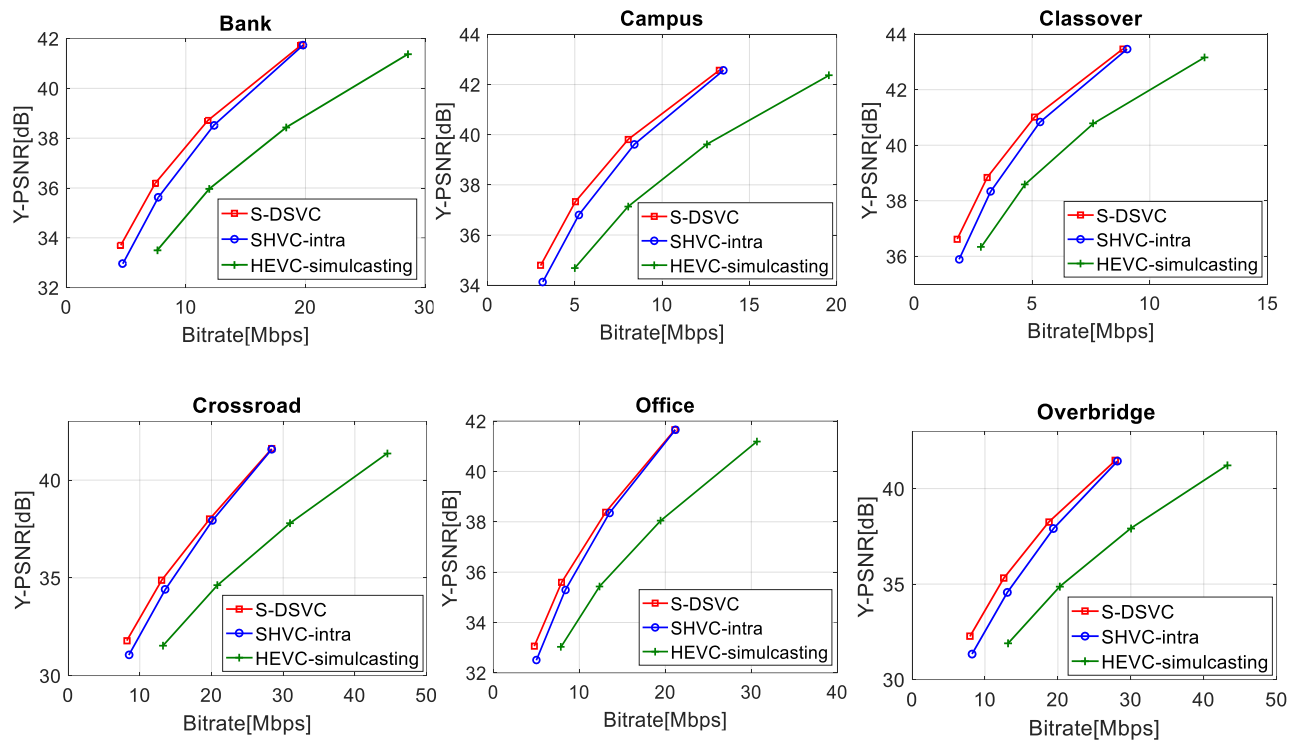 Bank
42
40
38
36
34
32
Y-PSNR[dB]
S-DSVC
SHVC-intra
HEVC-simulcasting
0 10 20 30
Bitrate[Mbps]
Campus
44
42
40
38
36
34
Y-PSNR[dB]
S-DSVC
SHVC-intra
HEVC-simulcasting
0 5 10 15 20
Bitrate[Mbps]
Classover
44
42
40
38
36
Y-PSNR[dB]
S-DSVC
SHVC-intra
HEVC-simulcasting
0 5 10 15
Bitrate[Mbps]
Crossroad
40
35
30
Y-PSNR[dB]
S-DSVC
SHVC-intra
HEVC-simulcasting
0 10 20 30 40 50
Bitrate[Mbps]
Office
42
40
38
36
34
32
Y-PSNR[dB]
S-DSVC
SHVC-intra
HEVC-simulcasting
0 10 20 30 40
Bitrate[Mbps]
Overbridge
40
35
30
Y-PSNR[dB]
S-DSVC
SHVC-intra
HEVC-simulcasting
0 10 20 30 40 50
Bitrate[Mbps]